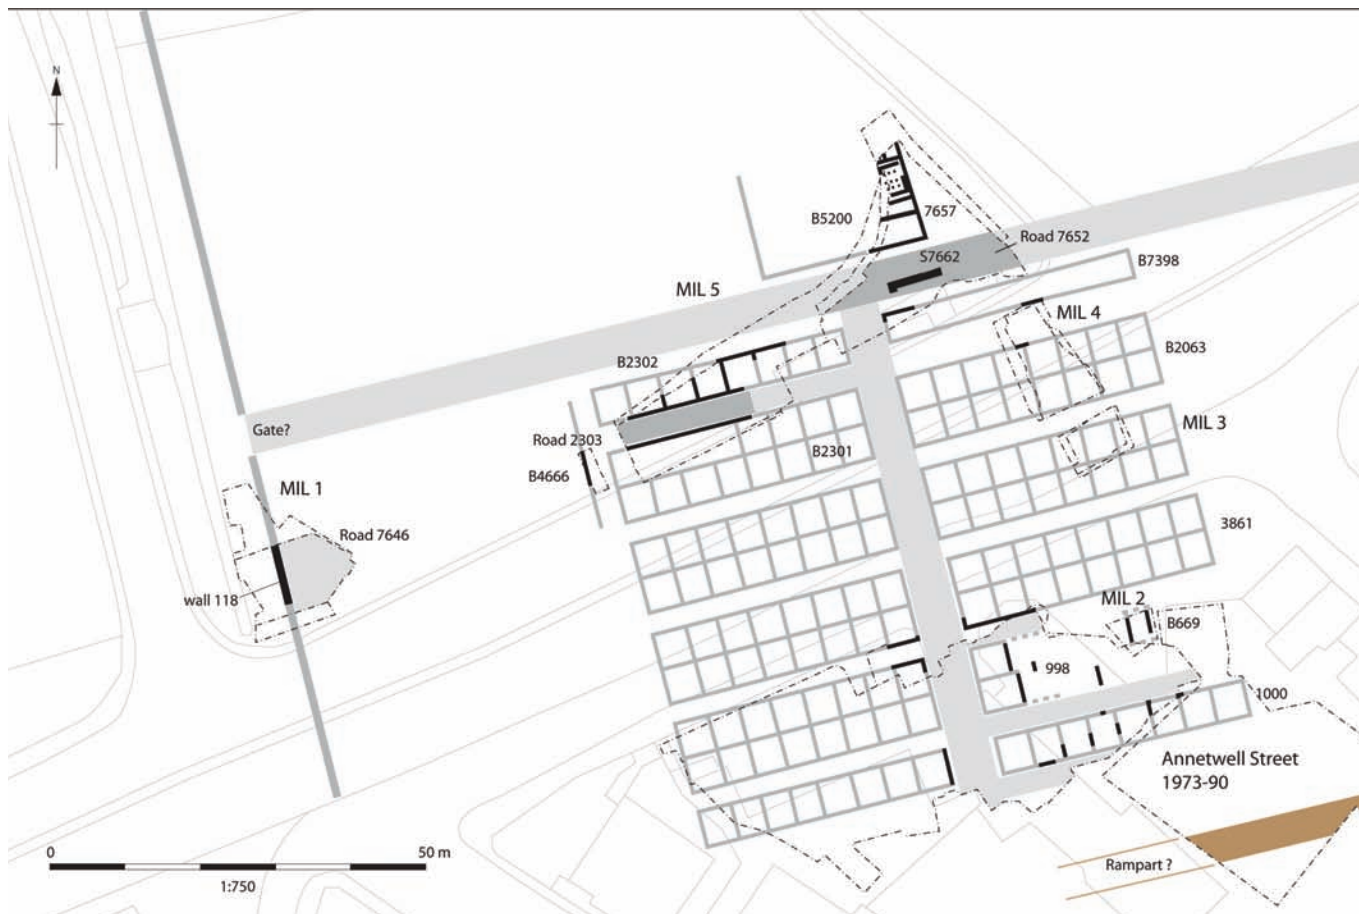 N
B5200
7657
Road 7652
S7662
B7398
MIL 5
MIL 4
B2302
B2063
MIL 3
Gate?
Road 2303
B2301
B4666
MIL 1
Road 7646
3861
wall 118
MIL 2
B669
998
1000
Annetwell Street
1973-90
0
50 m
1:750
Rampart ?